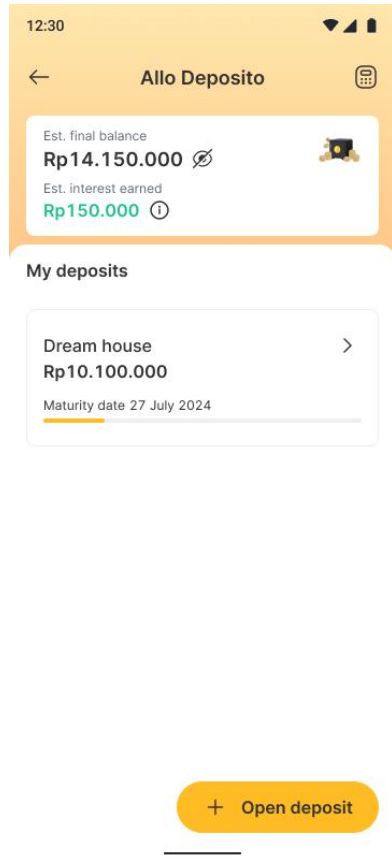 12:30
Allo Deposito
Est. final balance
Rp14.150.000
Est. interest earned
Rp150.000
My deposits
Dream house
Rp10.100.000
Maturity date 27 July 2024
+ Open deposit